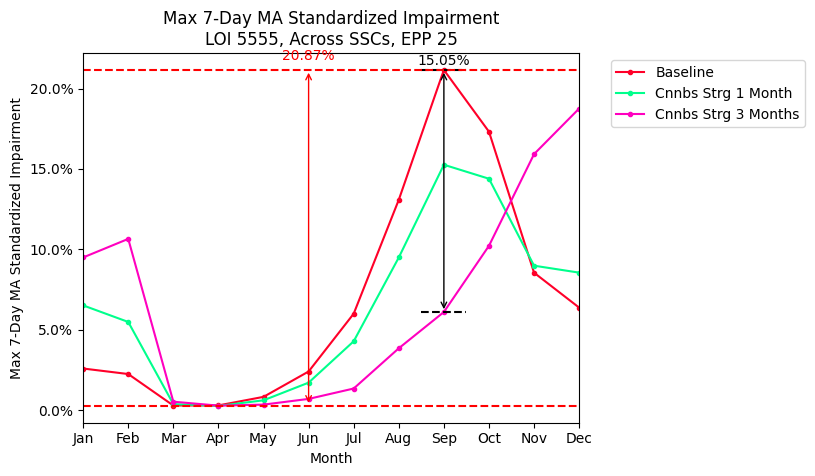 Max 7-Day MA Standardized Impairment
LOI 5555, Across SSCs, EPP 25
20.87%
15.05%
Baseline
Cnnbs Strg 1 Month
Cnnbs Strg 3 Months
Max 7-Day MA Standardized Impairment
20.0%
15.0%
10.0%
5.0%
0.0%
Jan Feb Mar Apr May Jun Jul Aug Sep Oct Nov Dec
Month